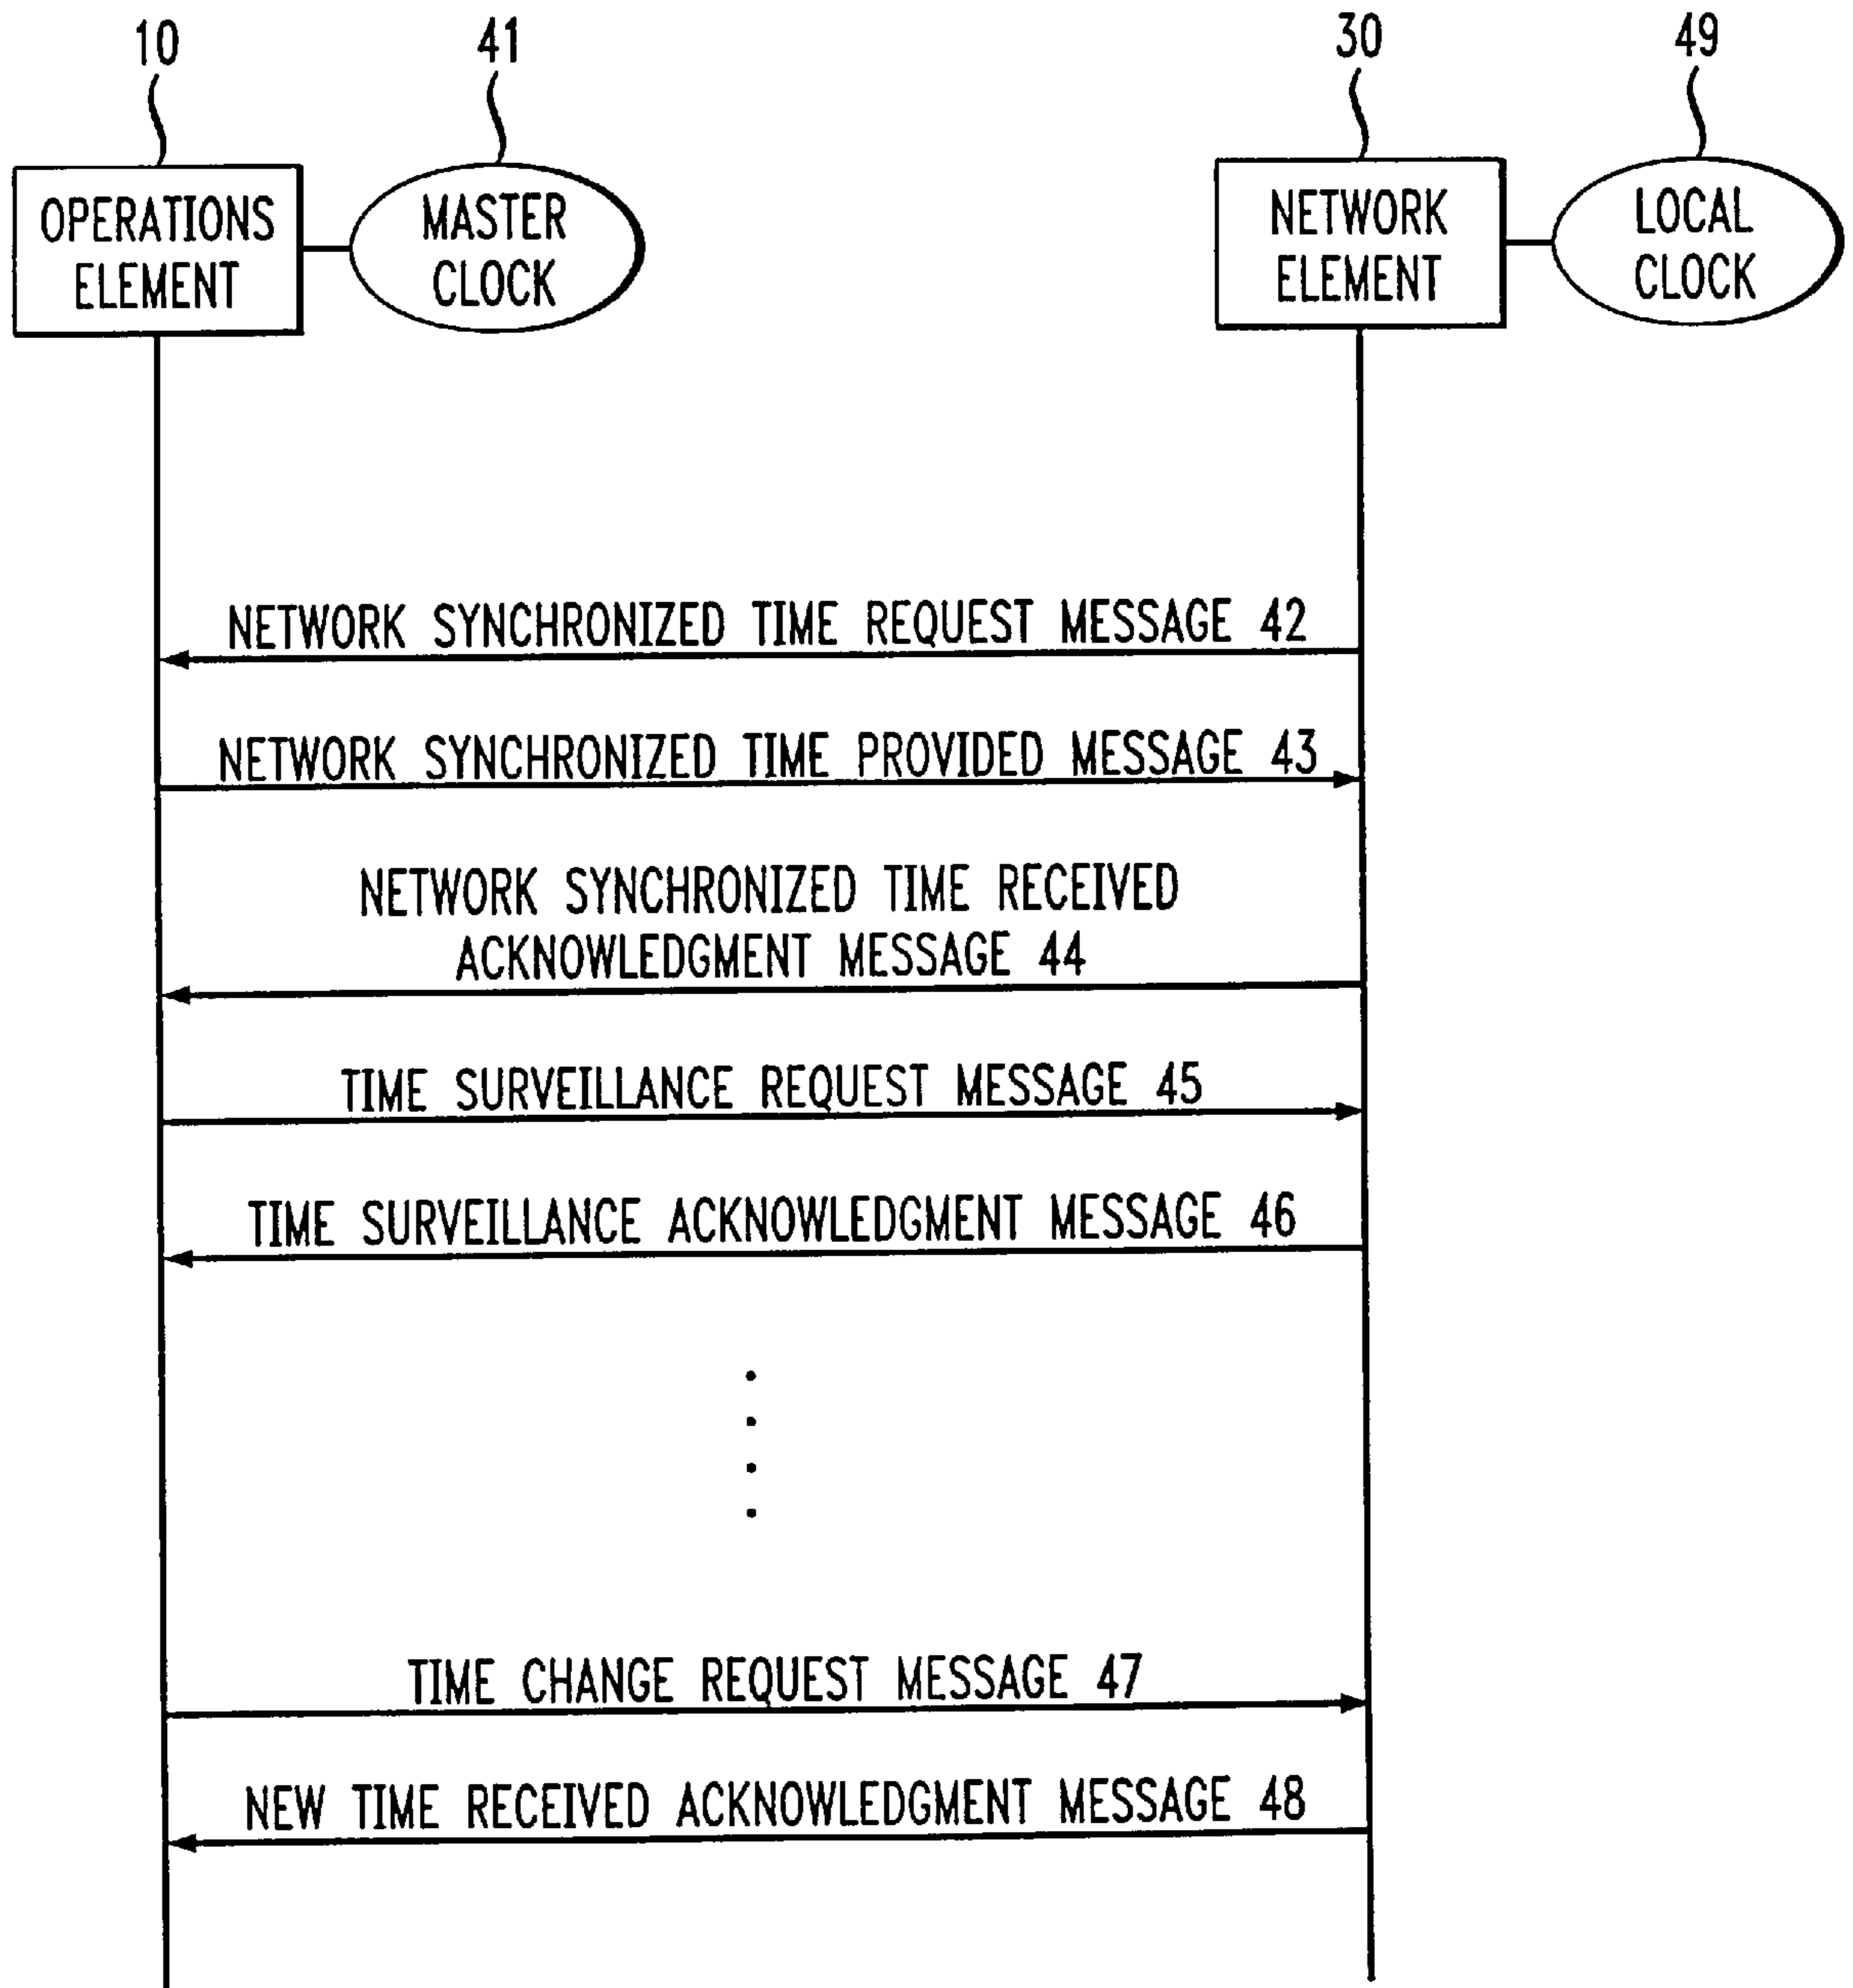 10
41
30
49
OPERATIONS
ELEMENT
MASTER
CLOCK
NETWORK
ELEMENT
LOCAL
CLOCK
NETWORK SYNCHRONIZED TIME REQUEST MESSAGE 42
NETWORK SYNCHRONIZED TIME PROVIDED MESSAGE 43
NETWORK SYNCHRONIZED TIME RECEIVED
ACKNOWLEDGMENT MESSAGE 44
TIME SURVEILLANCE REQUEST MESSAGE 45
TIME SURVEILLANCE ACKNOWLEDGMENT MESSAGE 46
TIME CHANGE REQUEST MESSAGE 47
NEW TIME RECEIVED ACKNOWLEDGMENT MESSAGE 48